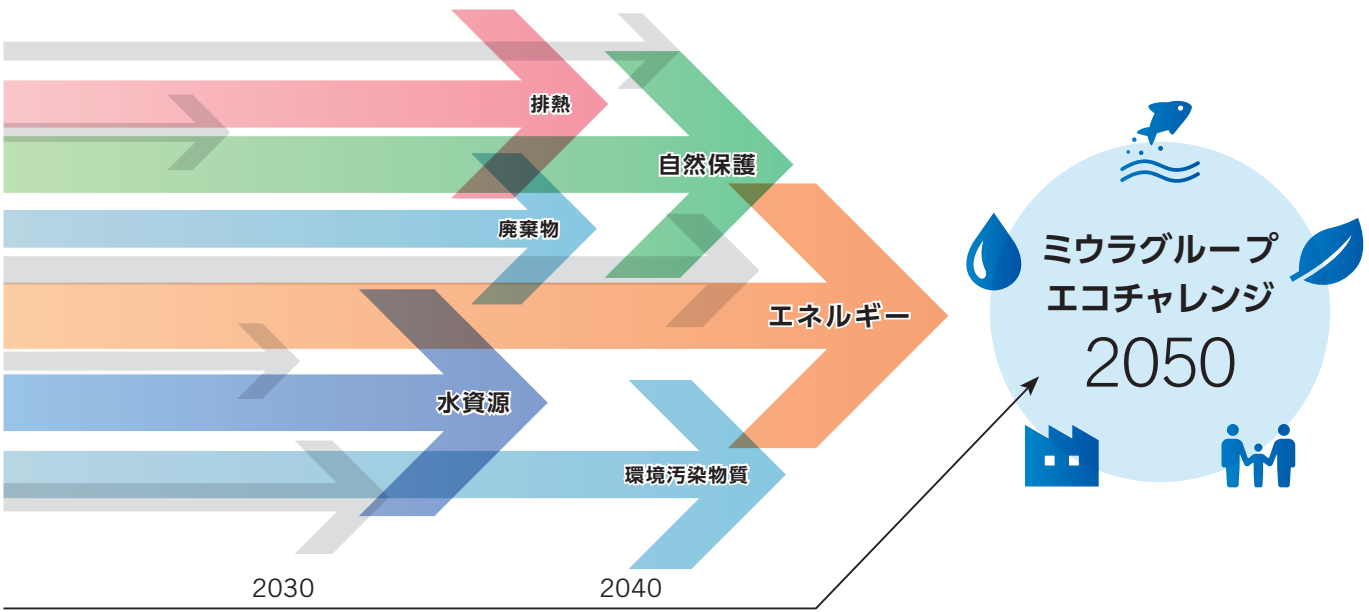 排熱
自然保護
廃棄物
エネルギー
水資源
環境汚染物質
2030
2040
ミウラグループ
エコチャレンジ
2050